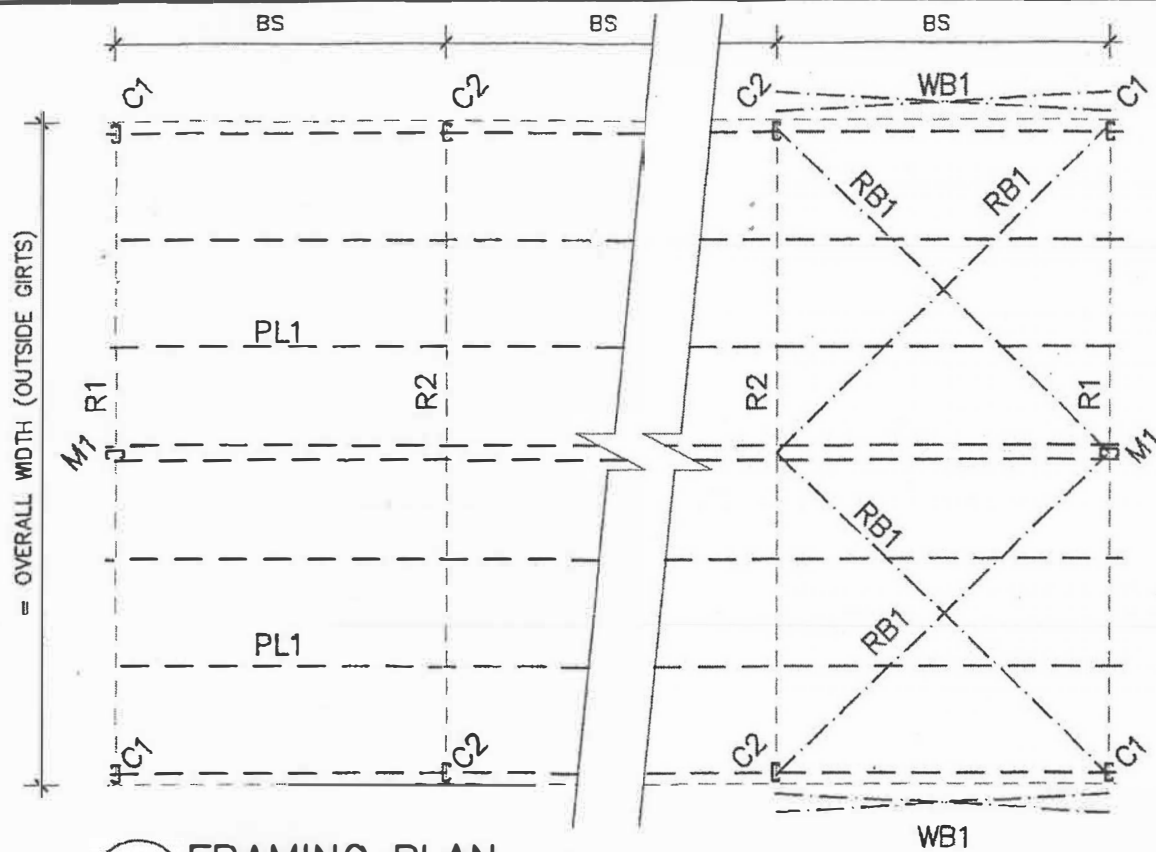 BS BS BS
C1 C2 C2 WB1 C1
RB1 RB1
= OVERALL WIDTH (OUTSIDE GIRTS)
PL1
R1 R2 R2 R1
M1 M1
RB1
PL1 RB1
C1 C2 C2 C1
WB1
FRAMING PLAN